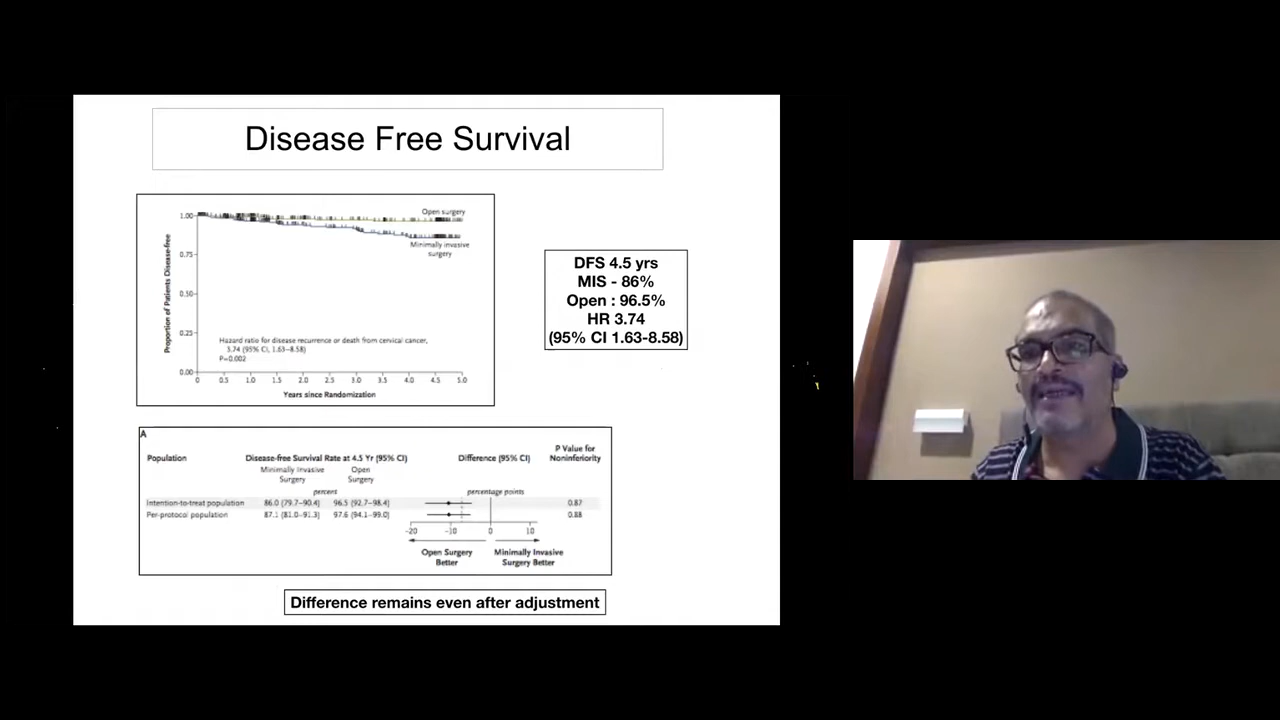 Disease Free Survival
Proportion of Patients Disease-free
1.00
0.75
0.50
0.25
0.00
Open surgery
Minimally invasive
surgery
Hazard ratio for disease recurrence or death from cervical cancer,
3.74 (95% CI, 1.63–8.58)
P=0.002
0 0.5 1.0 1.5 2.0 2.5 3.0 3.5 4.0 4.5 5.0
Years since Randomization
DFS 4.5 yrs
MIS - 86%
Open : 96.5%
HR 3.74
(95% CI 1.63-8.58)
A
Population Disease-free Survival Rate at 4.5 Yr (95% CI) Difference (95% CI) P Value for
Noninferiority
Minimally Invasive
Surgery
Open
Surgery
percent percentage points
Intention-to-treat population 86.0 (79.7–90.4) 96.5 (92.7–98.4) 0.87
Per-protocol population 87.1 (81.0–91.3) 97.6 (94.1–99.0) 0.88
-20 -10 0 10
Open Surgery
Better
Minimally Invasive
Surgery Better
Difference remains even after adjustment